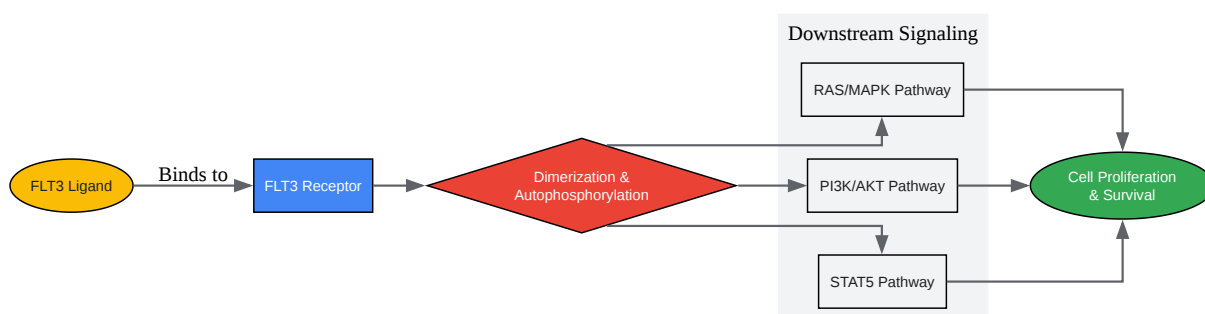 Downstream Signaling
RAS/MAPK Pathway
FLT3 Ligand
Binds to
FLT3 Receptor
Dimerization &
Autophosphorylation
PI3K/AKT Pathway
Cell Proliferation
& Survival
STAT5 Pathway